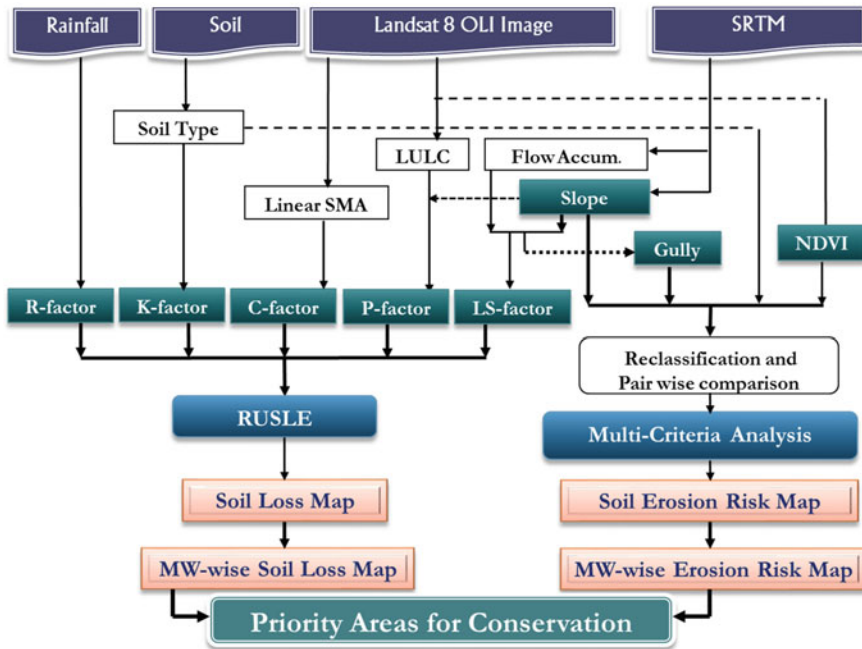 Rainfall
Soil
Landsat 8 OLI Image
SRTM
Soil Type
LULC
Flow Accum.
Linear SMA
Slope
Gully
NDVI
R-factor
K-factor
C-factor
P-factor
LS-factor
Reclassification and
Pair wise comparison
RUSLE
Multi-Criteria Analysis
Soil Loss Map
Soil Erosion Risk Map
MW-wise Soil Loss Map
MW-wise Erosion Risk Map
Priority Areas for Conservation